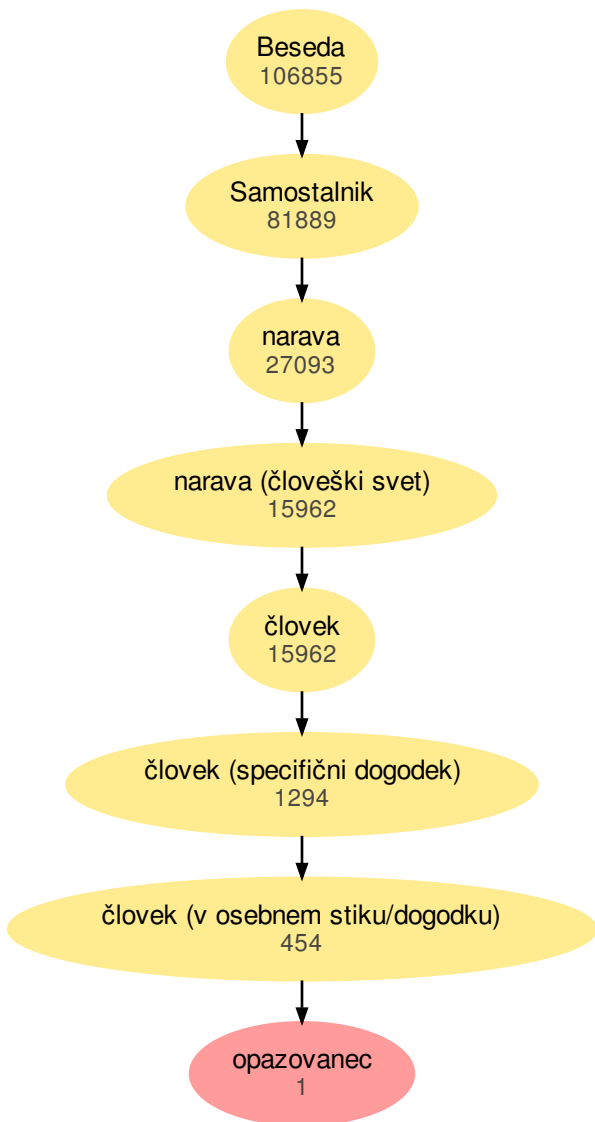 Beseda
106855
Samostalnik
81889
narava
27093
narava (človeški svet)
15962
človek
15962
človek (specifični dogodek)
1294
človek (v osebnem stiku/dogodku)
454
opazovanec
1